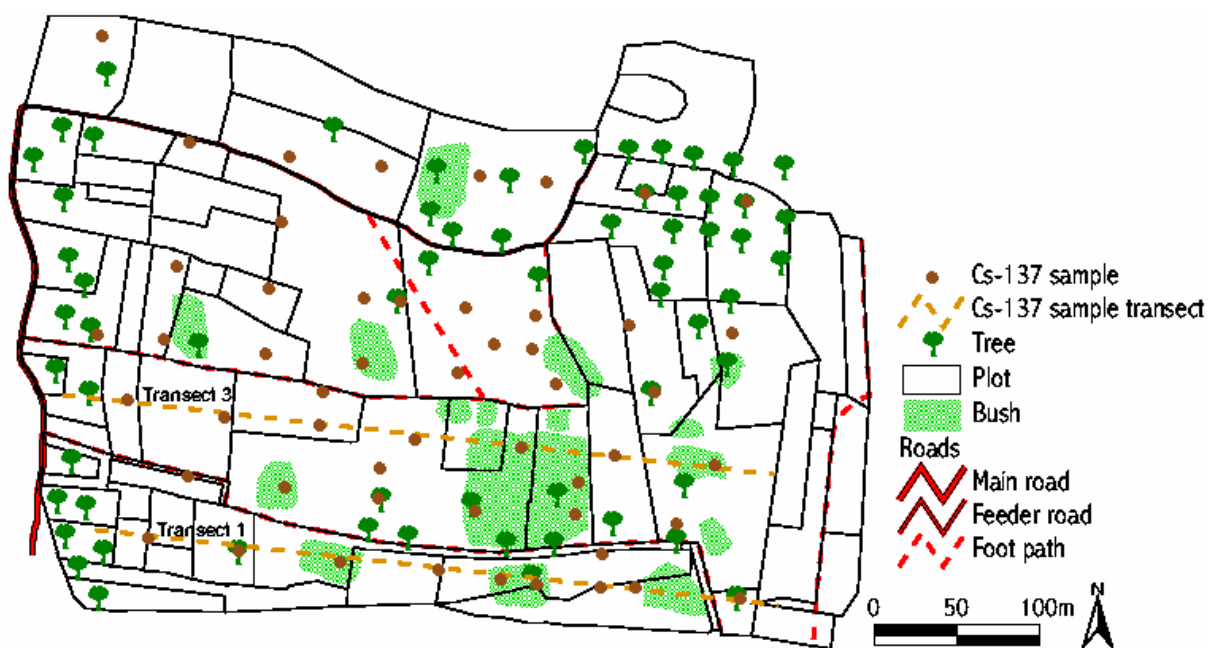 Transect 3
Transect 1
Cs-137 sample
Cs-137 sample transect
Tree
Plot
Bush
Roads
Main road
Feeder road
Foot path
0 50 100m
N